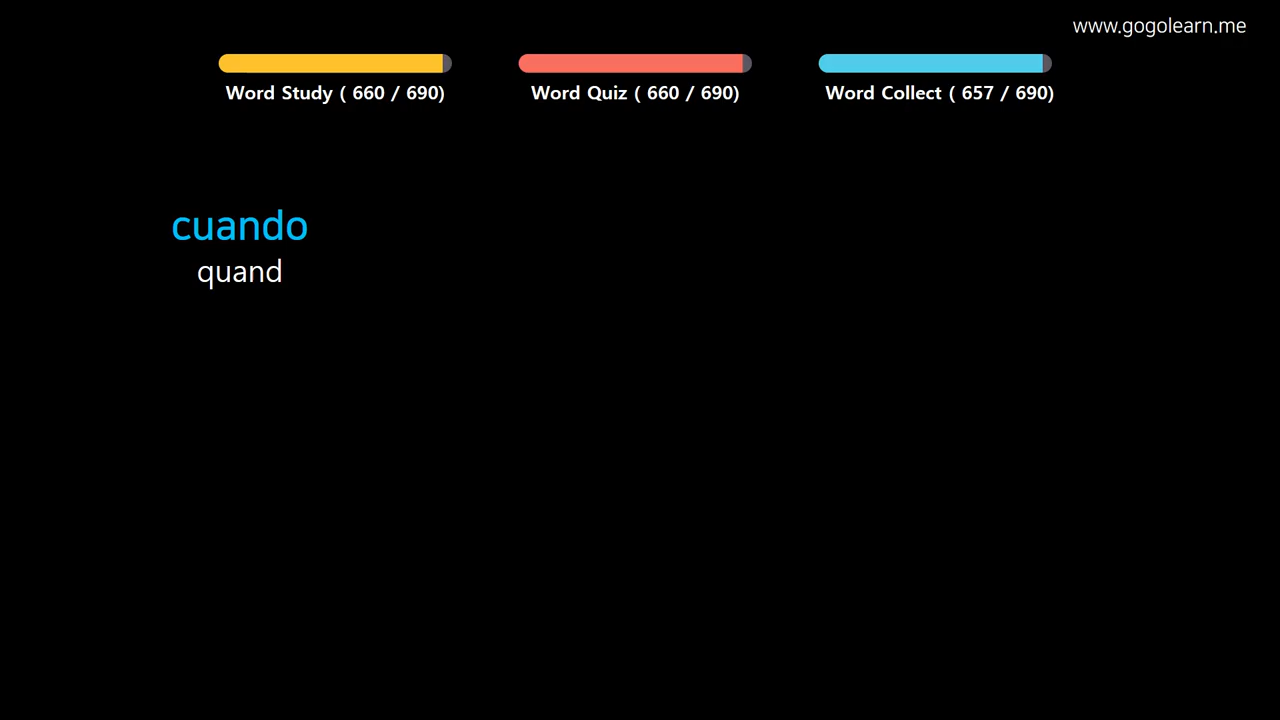 www.gogolearn.me
Word Study ( 660 / 690)
Word Quiz ( 660 / 690)
Word Collect ( 657 / 690)
cuando
quand